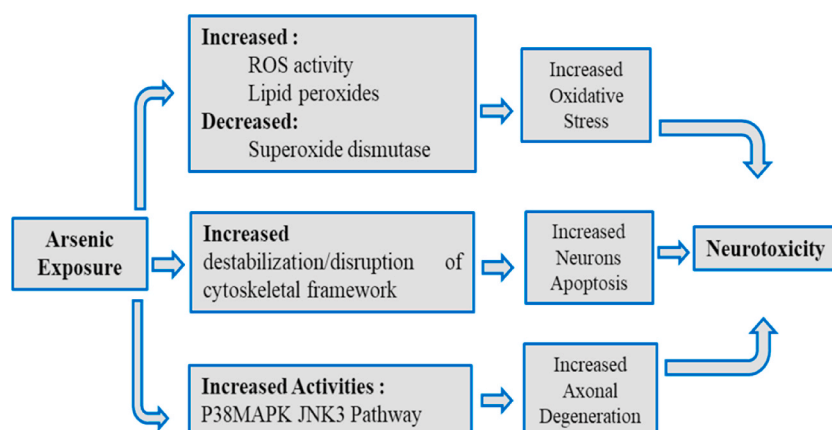 Increased :
ROS activity
Lipid peroxides
Decreased:
Superoxide dismutase
Increased
Oxidative
Stress
Arsenic
Exposure
Increased
destabilization/disruption of
cytoskeletal framework
Increased
Neurons
Apoptosis
Neurotoxicity
Increased Activities :
P38MAPK JNK3 Pathway
Increased
Axonal
Degeneration